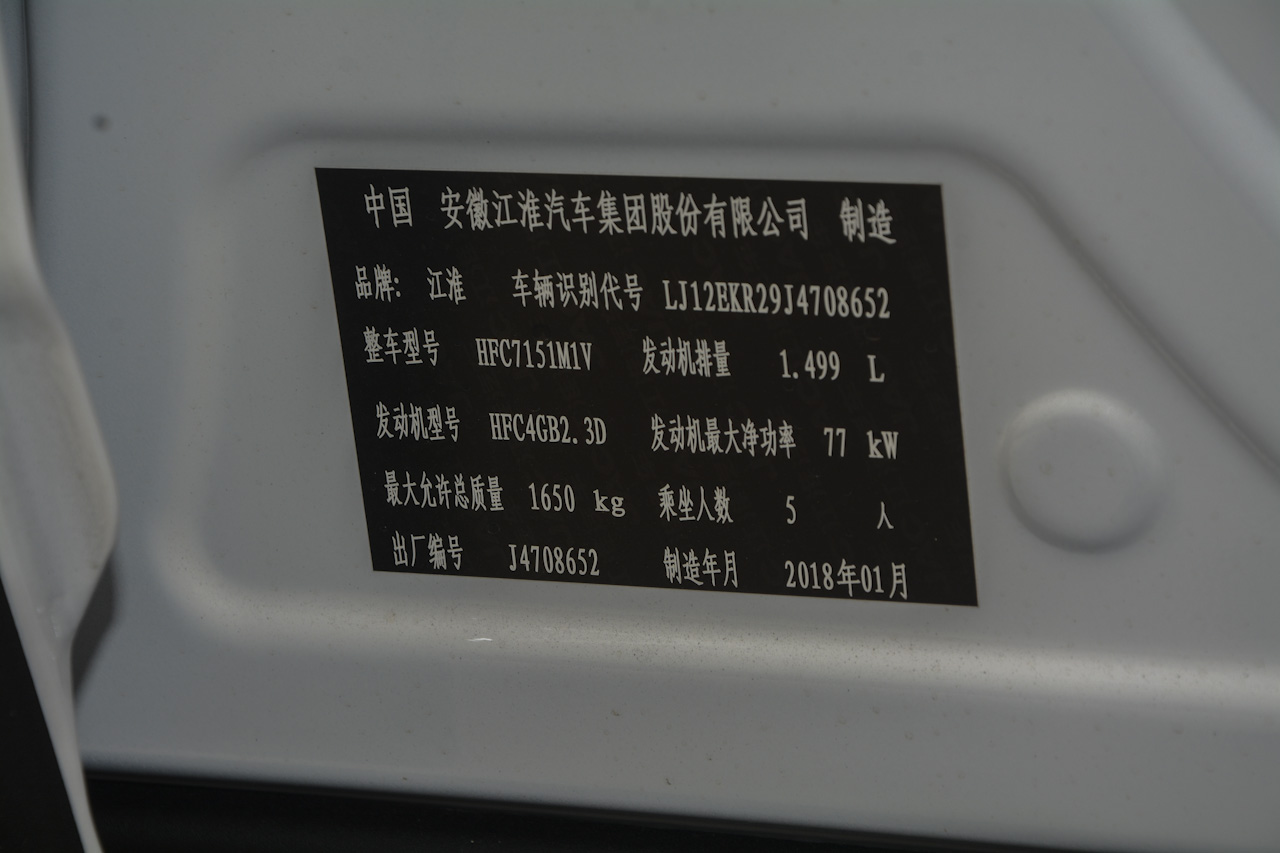 中国 安徽江淮汽车集团股份有限公司 制造
品牌: 江淮 车辆识别代号 LJ12EKR29J4708652
整车型号 HFC7151M1V 发动机排量 1.499 L
发动机型号 HFC4GB2.3D 发动机最大净功率 77 kW
最大允许总质量 1650 kg 乘坐人数 5 人
出厂编号 J4708652 制造年月 2018年01月